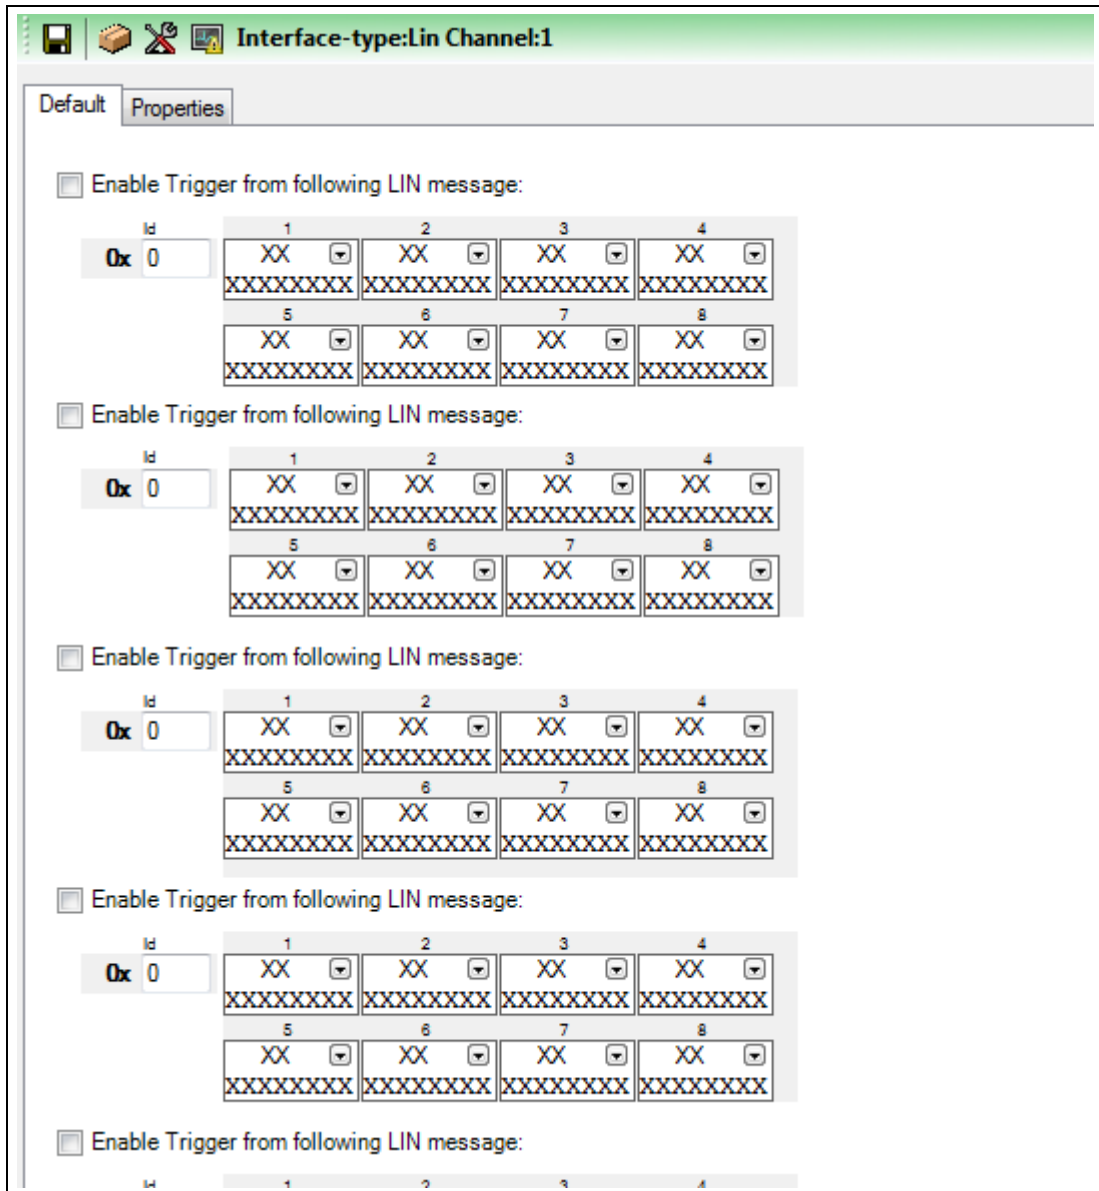 Interface-type:Lin Channel:1
Default Properties
Enable Trigger from following LIN message:
Id 1 2 3 4
0x 0 XX XX XX XX
XXXXXXXX XXXXXXXX XXXXXXXX XXXXXXXX
5 6 7 8
XX XX XX XX
XXXXXXXX XXXXXXXX XXXXXXXX XXXXXXXX
Enable Trigger from following LIN message:
Id 1 2 3 4
0x 0 XX XX XX XX
XXXXXXXX XXXXXXXX XXXXXXXX XXXXXXXX
5 6 7 8
XX XX XX XX
XXXXXXXX XXXXXXXX XXXXXXXX XXXXXXXX
Enable Trigger from following LIN message:
Id 1 2 3 4
0x 0 XX XX XX XX
XXXXXXXX XXXXXXXX XXXXXXXX XXXXXXXX
5 6 7 8
XX XX XX XX
XXXXXXXX XXXXXXXX XXXXXXXX XXXXXXXX
Enable Trigger from following LIN message:
Id 1 2 3 4
0x 0 XX XX XX XX
XXXXXXXX XXXXXXXX XXXXXXXX XXXXXXXX
5 6 7 8
XX XX XX XX
XXXXXXXX XXXXXXXX XXXXXXXX XXXXXXXX
Enable Trigger from following LIN message:
Id 1 2 3 4